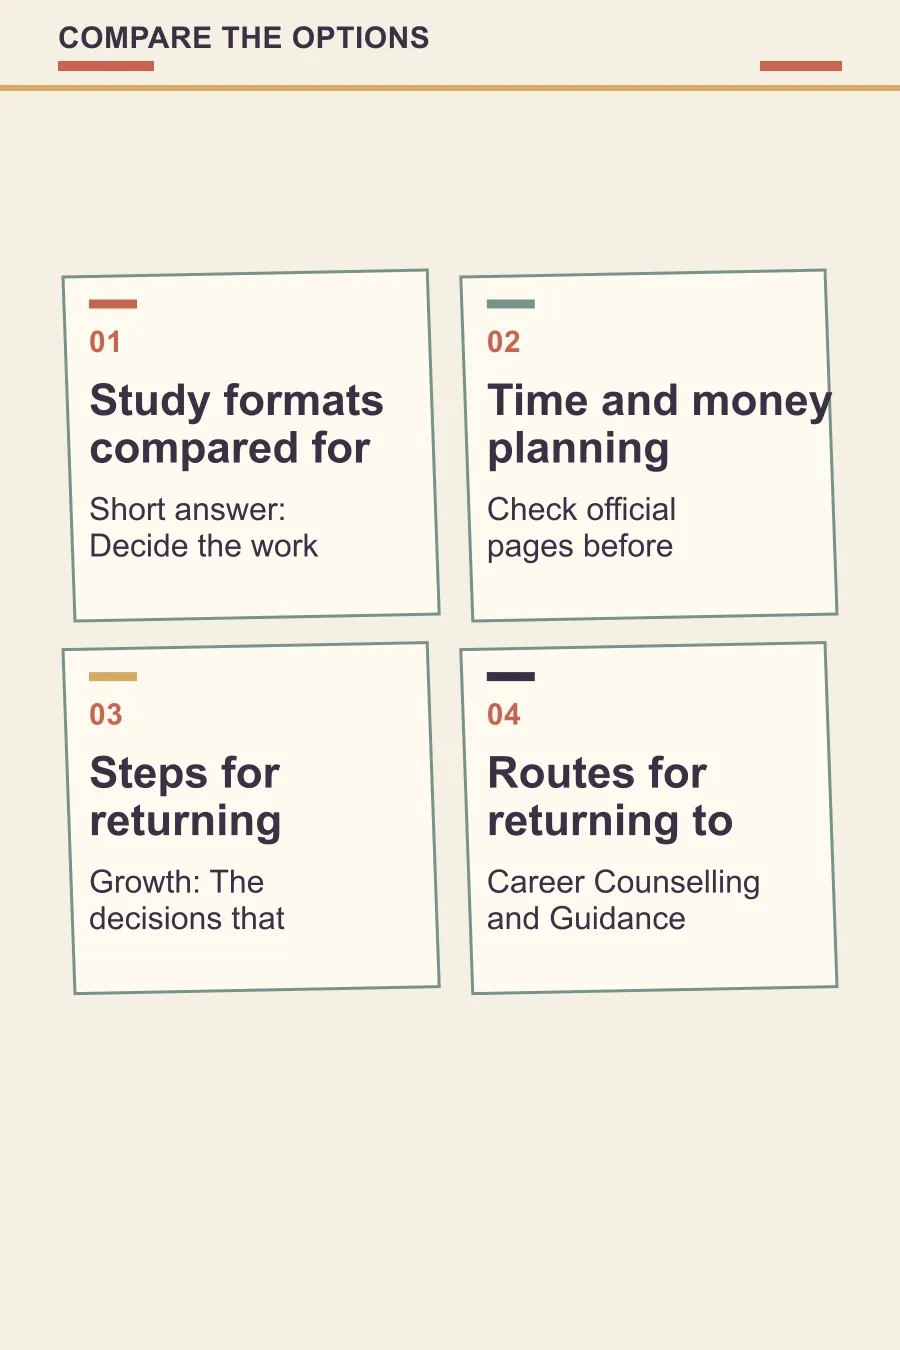 COMPARE THE OPTIONS
01
Study formats
compared for
Short answer:
Decide the work
02
Time and money
planning
Check official
pages before
03
Steps for
returning
Growth: The
decisions that
04
Routes for
returning to
Career Counselling
and Guidance